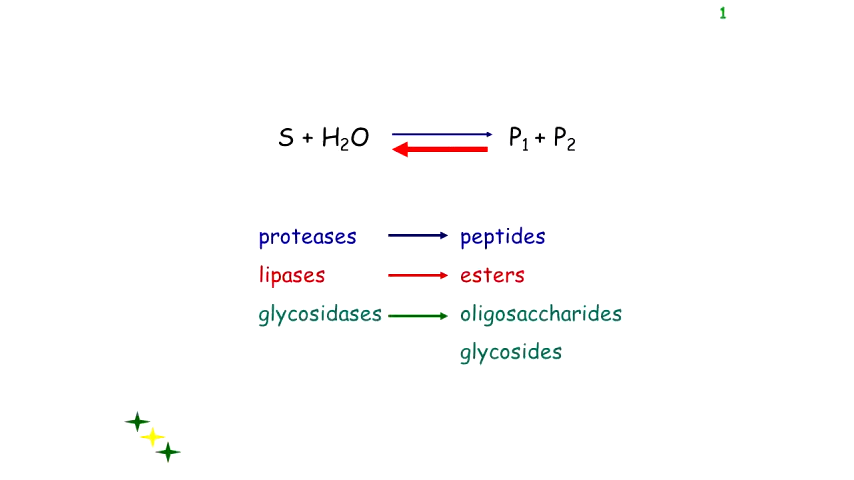 1
S + H₂O P₁ + P₂
proteases peptides
lipases esters
glycosidases oligosaccharides
glycosides